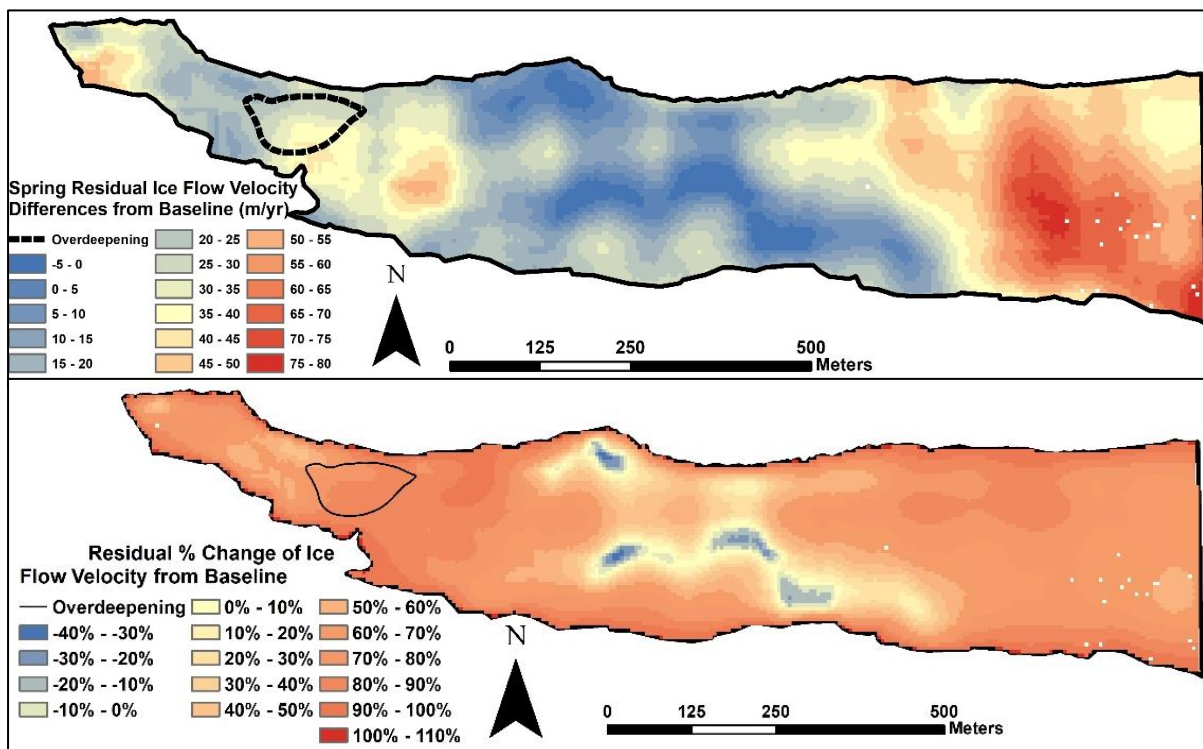 Spring Residual Ice Flow Velocity
Differences from Baseline (m/yr)
Overdeepening
-5 - 0
0 - 5
5 - 10
10 - 15
15 - 20
20 - 25
25 - 30
30 - 35
35 - 40
40 - 45
45 - 50
50 - 55
55 - 60
60 - 65
65 - 70
70 - 75
75 - 80
N
0 125 250 500
Meters
Residual % Change of Ice
Flow Velocity from Baseline
Overdeepening
-40% - -30%
-30% - -20%
-20% - -10%
-10% - 0%
0% - 10%
10% - 20%
20% - 30%
30% - 40%
40% - 50%
50% - 60%
60% - 70%
70% - 80%
80% - 90%
90% - 100%
100% - 110%
N
0 125 250 500
Meters